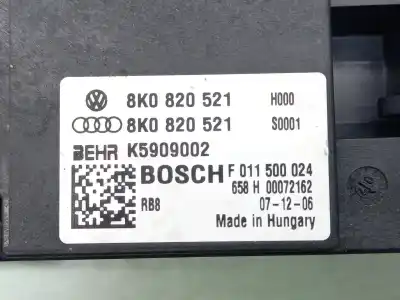 8K0 820 521 H000
8K0 820 521 S0001
BEHR K5909002
BOSCH F 011 500 024
658 H 00072162
RB8 07-12-06
Made in Hungary